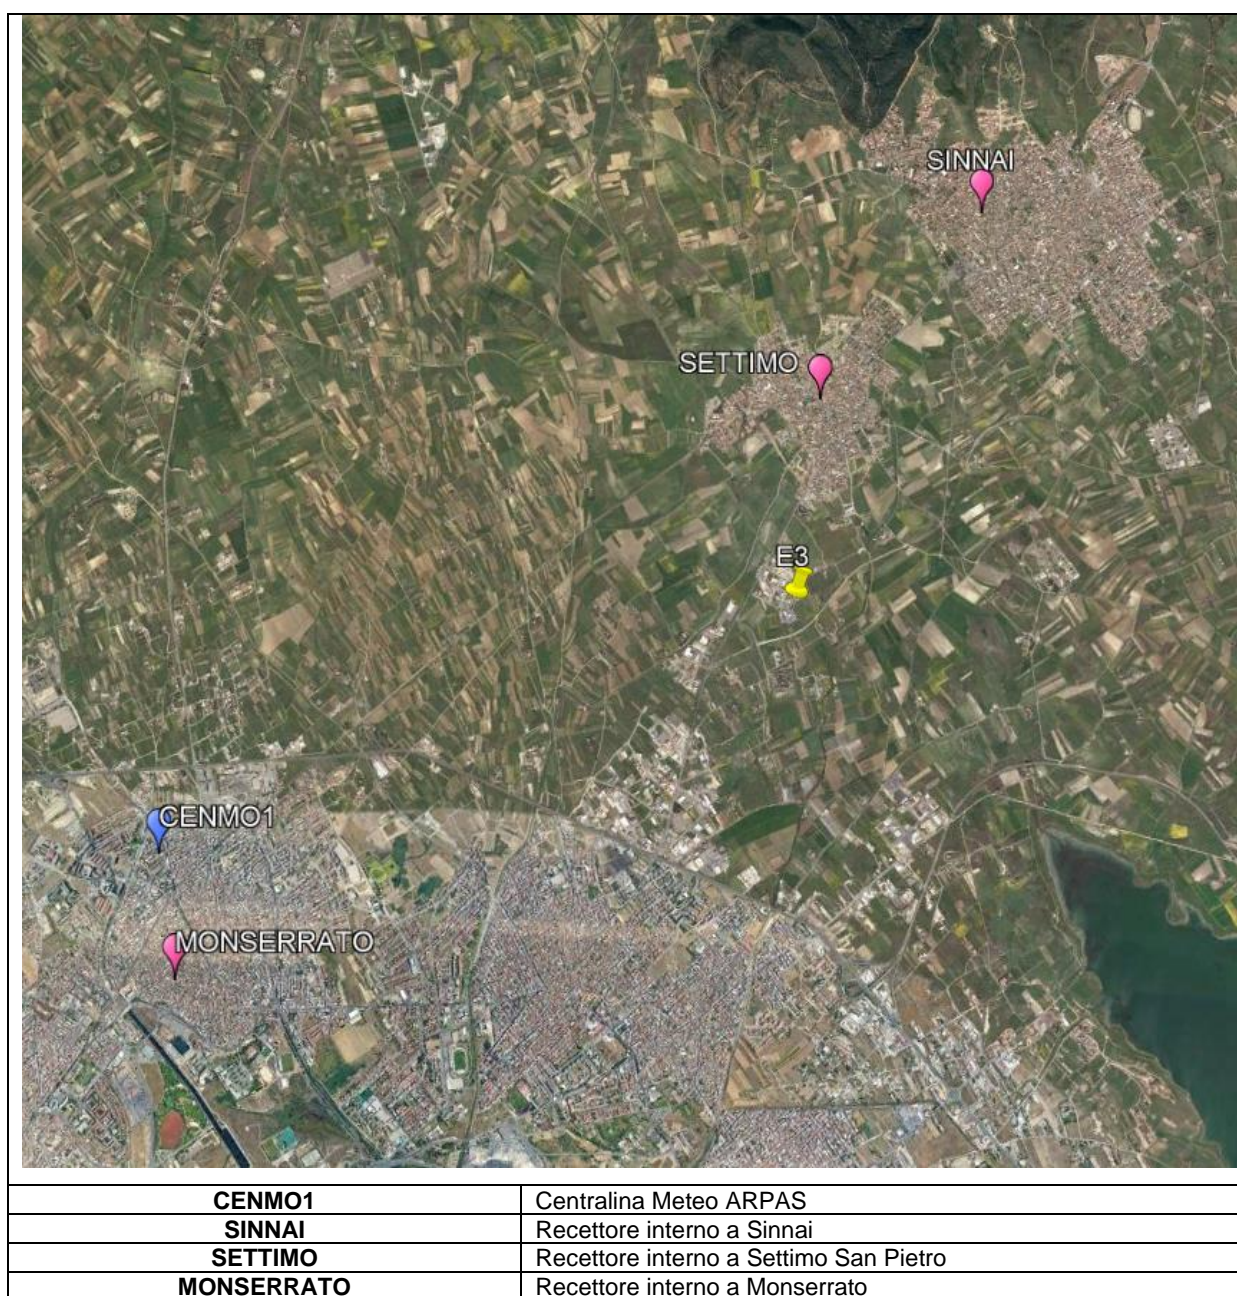 SINNAI
SETTIMO
E3
CENMO1
MONSERRATO
CENMO1 Centralina Meteo ARPAS
SINNAI Recettore interno a Sinnai
SETTIMO Recettore interno a Settimo San Pietro
MONSERRATO Recettore interno a Monserrato